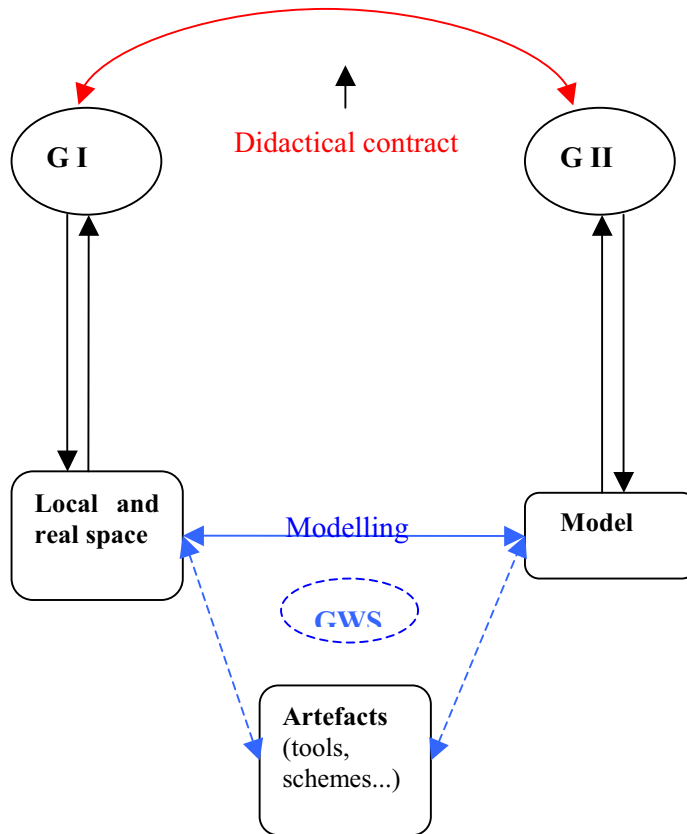 G I
Didactical contract
G II
Local and
real space
Modelling
Model
GWS
Artefacts
(tools,
schemes...)